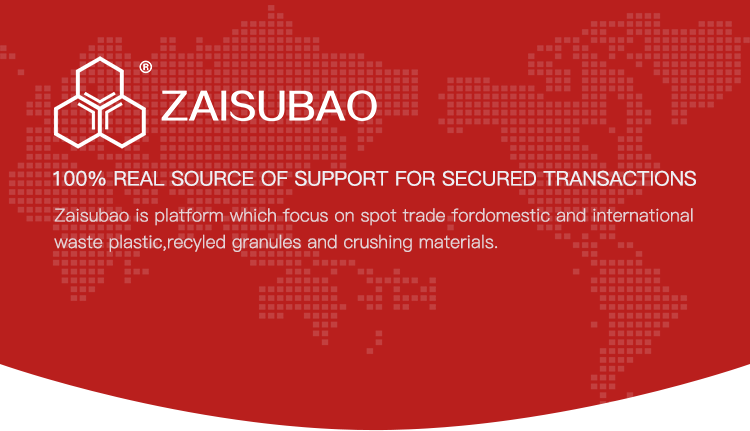 ®
ZAISUBAO
100% REAL SOURCE OF SUPPORT FOR SECURED TRANSACTIONS
Zaisubao is platform which focus on spot trade fordomestic and international
waste plastic,recyled granules and crushing materials.